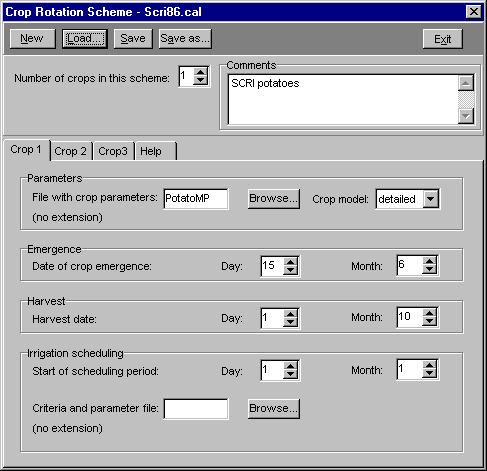 Crop Rotation Scheme - Scri86.cal
New Load... Save Save as... Exit
Number of crops in this scheme: 1
Comments
SCRI potatoes
Crop 1 Crop 2 Crop3 Help
Parameters
File with crop parameters: PotatoMP Browse... Crop model: detailed
(no extension)
Emergence
Date of crop emergence: Day: 15 Month: 6
Harvest
Harvest date: Day: 1 Month: 10
Irrigation scheduling
Start of scheduling period: Day: 1 Month: 1
Criteria and parameter file: Browse...
(no extension)